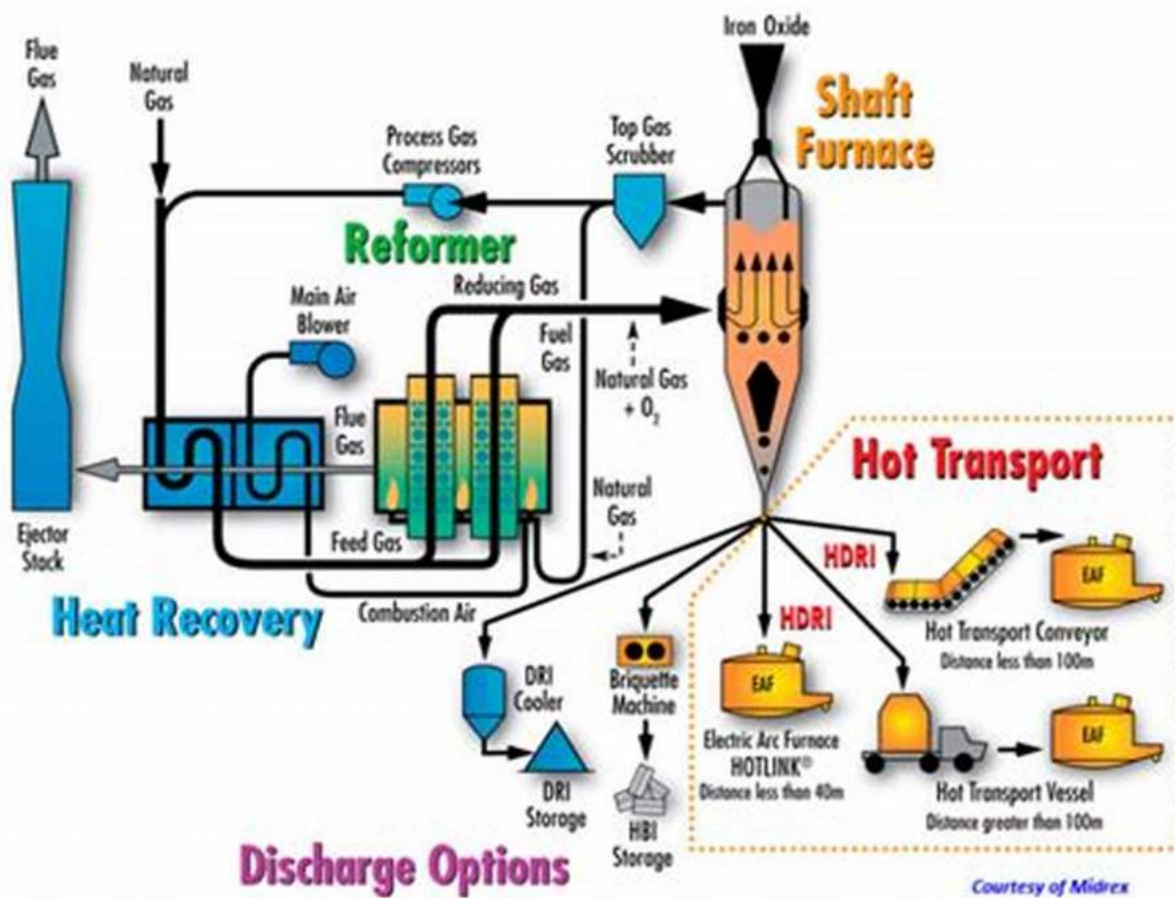 Iron Oxide
Shaft
Furnace
Flue
Gas
Natural
Gas
Process Gas
Compressors
Top Gas
Scrubber
Reformer
Reducing Gas
Main Air
Blower
Fuel
Gas
Natural Gas
+ O₂
Flue
Gas
Hot Transport
Natural
Gas
Ejector
Stack
Feed Gas
HDRI
EAF
Heat Recovery
Combustion Air
HDRI
Hot Transport Conveyor
Distance less than 100m
DRI
Cooler
Briquette
Machine
EAF
EAF
Electric Arc Furnace
HOTLINK®
Distance less than 40m
Hot Transport Vessel
Distance greater than 100m
DRI
Storage
HBI
Storage
Discharge Options
Courtesy of Midrex